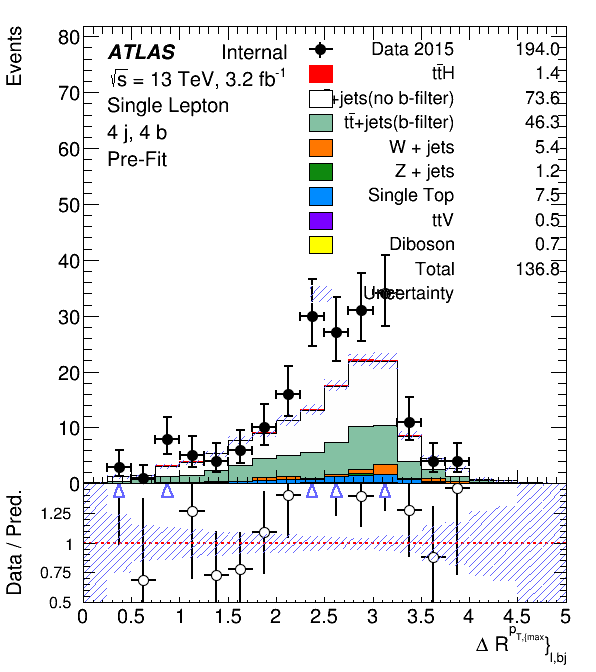 Events
80
70
60
50
40
30
20
10
0
ATLAS Internal
√s = 13 TeV, 3.2 fb⁻¹
Single Lepton
4 j, 4 b
Pre-Fit
Data 2015 194.0
tt̄H 1.4
+jets(no b-filter) 73.6
tt̄+jets(b-filter) 46.3
W + jets 5.4
Z + jets 1.2
Single Top 7.5
ttV 0.5
Diboson 0.7
Total 136.8
Uncertainty
Data / Pred.
1.25
1
0.75
0.5
0 0.5 1 1.5 2 2.5 3 3.5 4 4.5 5
Δ R^{p_{T,{max}}}_{l,bj}